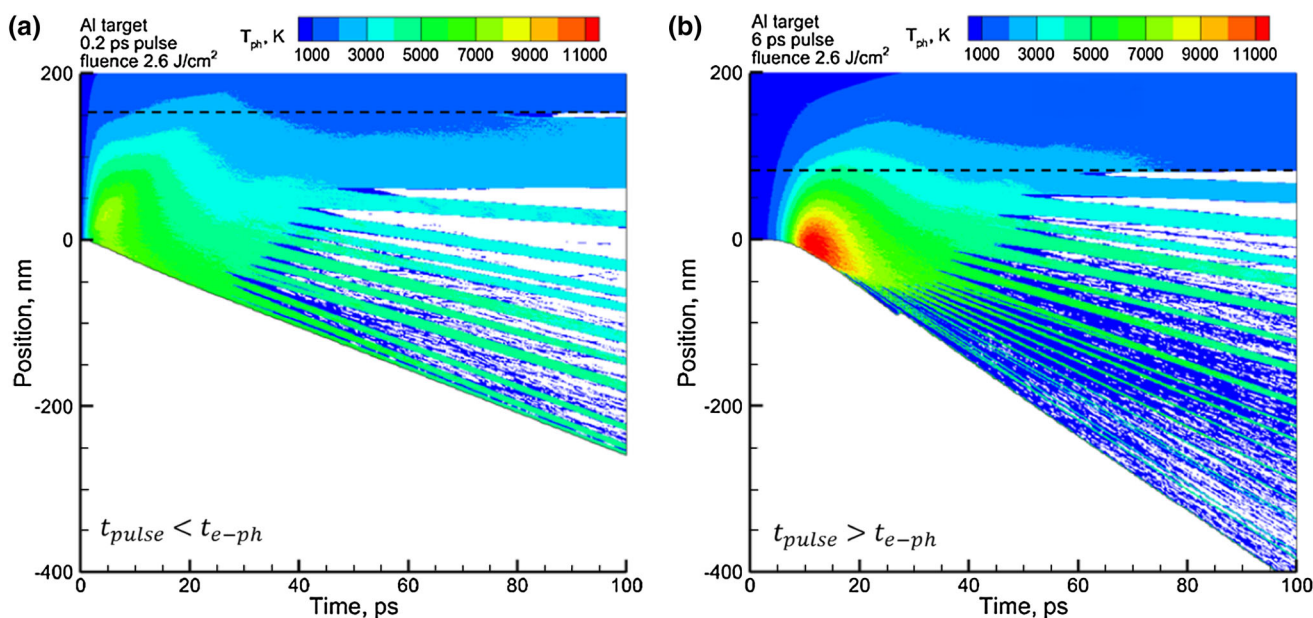 (a)
Al target
0.2 ps pulse
fluence 2.6 J/cm²
T_ph, K
1000 3000 5000 7000 9000 11000
200
100
0
-100
-200
-300
-400
Position, nm
t_pulse < t_e−ph
0 20 40 60 80 100
Time, ps
(b)
Al target
6 ps pulse
fluence 2.6 J/cm²
T_ph, K
1000 3000 5000 7000 9000 11000
200
0
-200
-400
Position, nm
t_pulse > t_e−ph
0 20 40 60 80 100
Time, ps